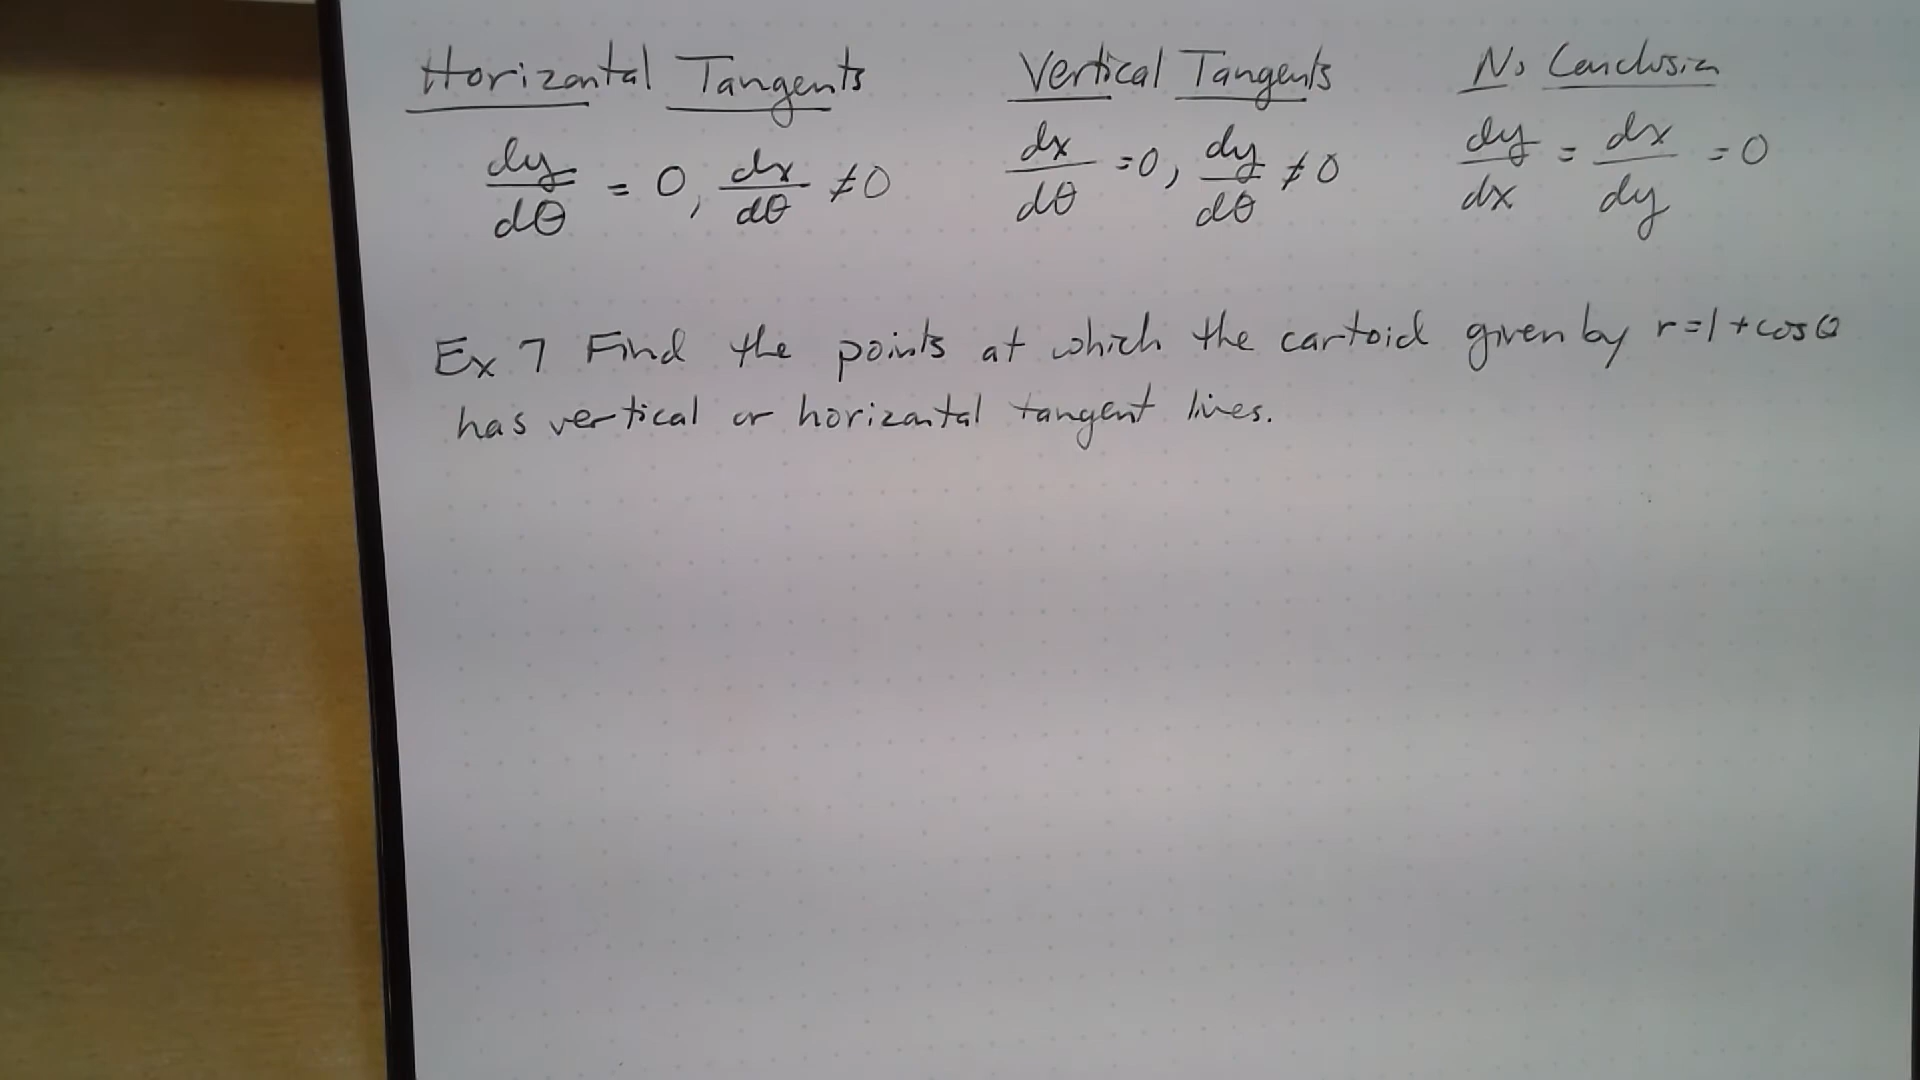 Horizontal Tangents
dy/dθ = 0, dx/dθ ≠0
Vertical Tangents
dx/dθ =0, dy/dθ ≠0
No Conclusion
dy/dx = dx/dy =0
Ex 7 Find the points at which the cartoid given by r=1+cosθ
has vertical or horizontal tangent lines.